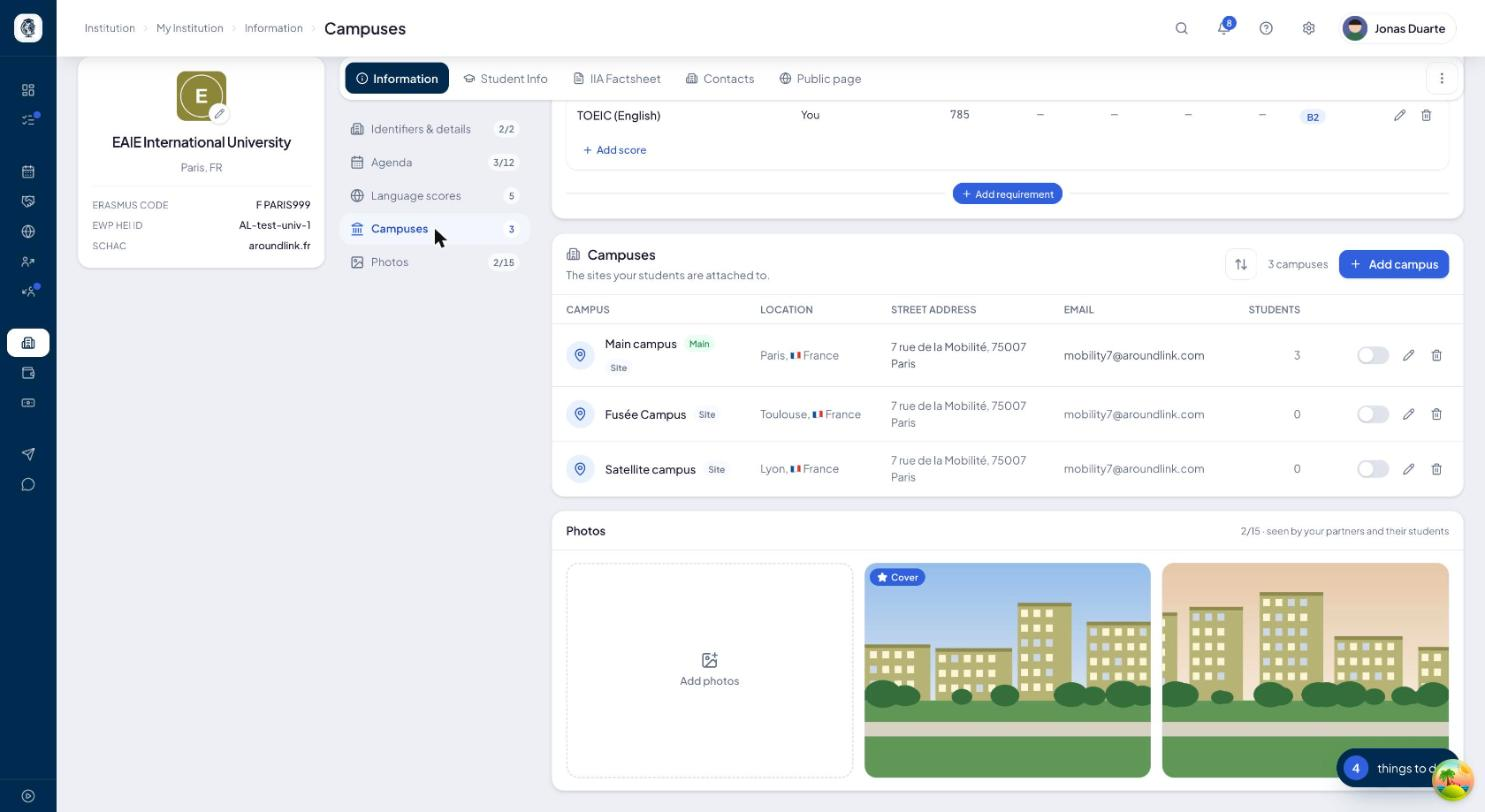 Institution > My Institution > Information > Campuses
8
Jonas Duarte
E
EAIE International University
Paris, FR
ERASMUS CODE F PARIS999
EWP HEI ID AL-test-univ-1
SCHAC aroundlink.fr
Information Student Info IIA Factsheet Contacts Public page
Identifiers & details 2/2
Agenda 3/12
Language scores 5
Campuses 3
Photos 2/15
TOEIC (English) You 785 – – – – B2
+ Add score
+ Add requirement
Campuses
The sites your students are attached to.
3 campuses
+ Add campus
CAMPUS LOCATION STREET ADDRESS EMAIL STUDENTS
Main campus Main
Site
Paris, France
7 rue de la Mobilité, 75007
Paris
mobility7@aroundlink.com
3
Fusée Campus Site
Toulouse, France
7 rue de la Mobilité, 75007
Paris
mobility7@aroundlink.com
0
Satellite campus Site
Lyon, France
7 rue de la Mobilité, 75007
Paris
mobility7@aroundlink.com
0
Photos
2/15 · seen by your partners and their students
Add photos
Cover
4 things to